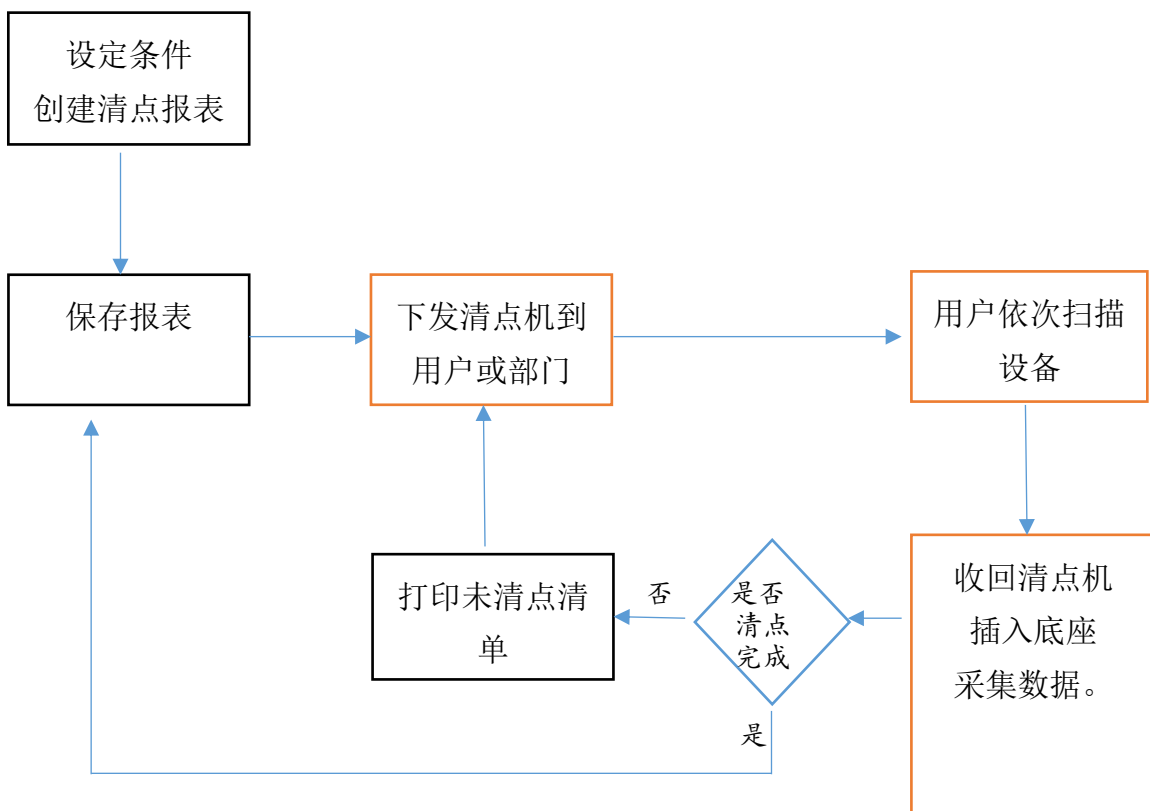 设定条件
创建清点报表
保存报表
下发清点机到
用户或部门
用户依次扫描
设备
收回清点机
插入底座
采集数据。
是否
清点
完成
否
打印未清点清
单
是